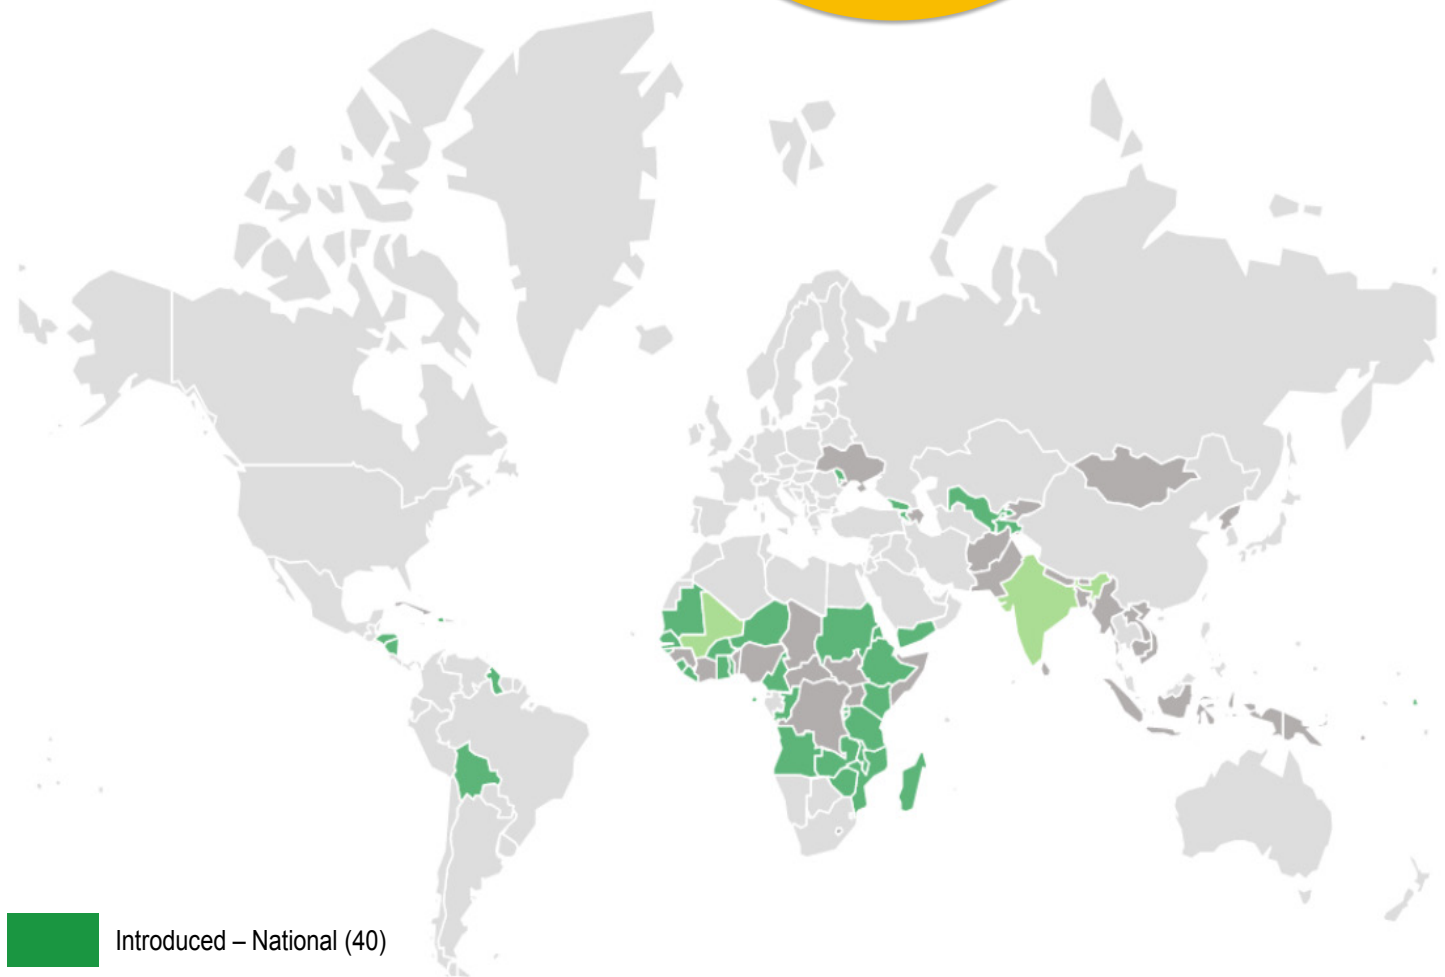 Introduced – National (40)